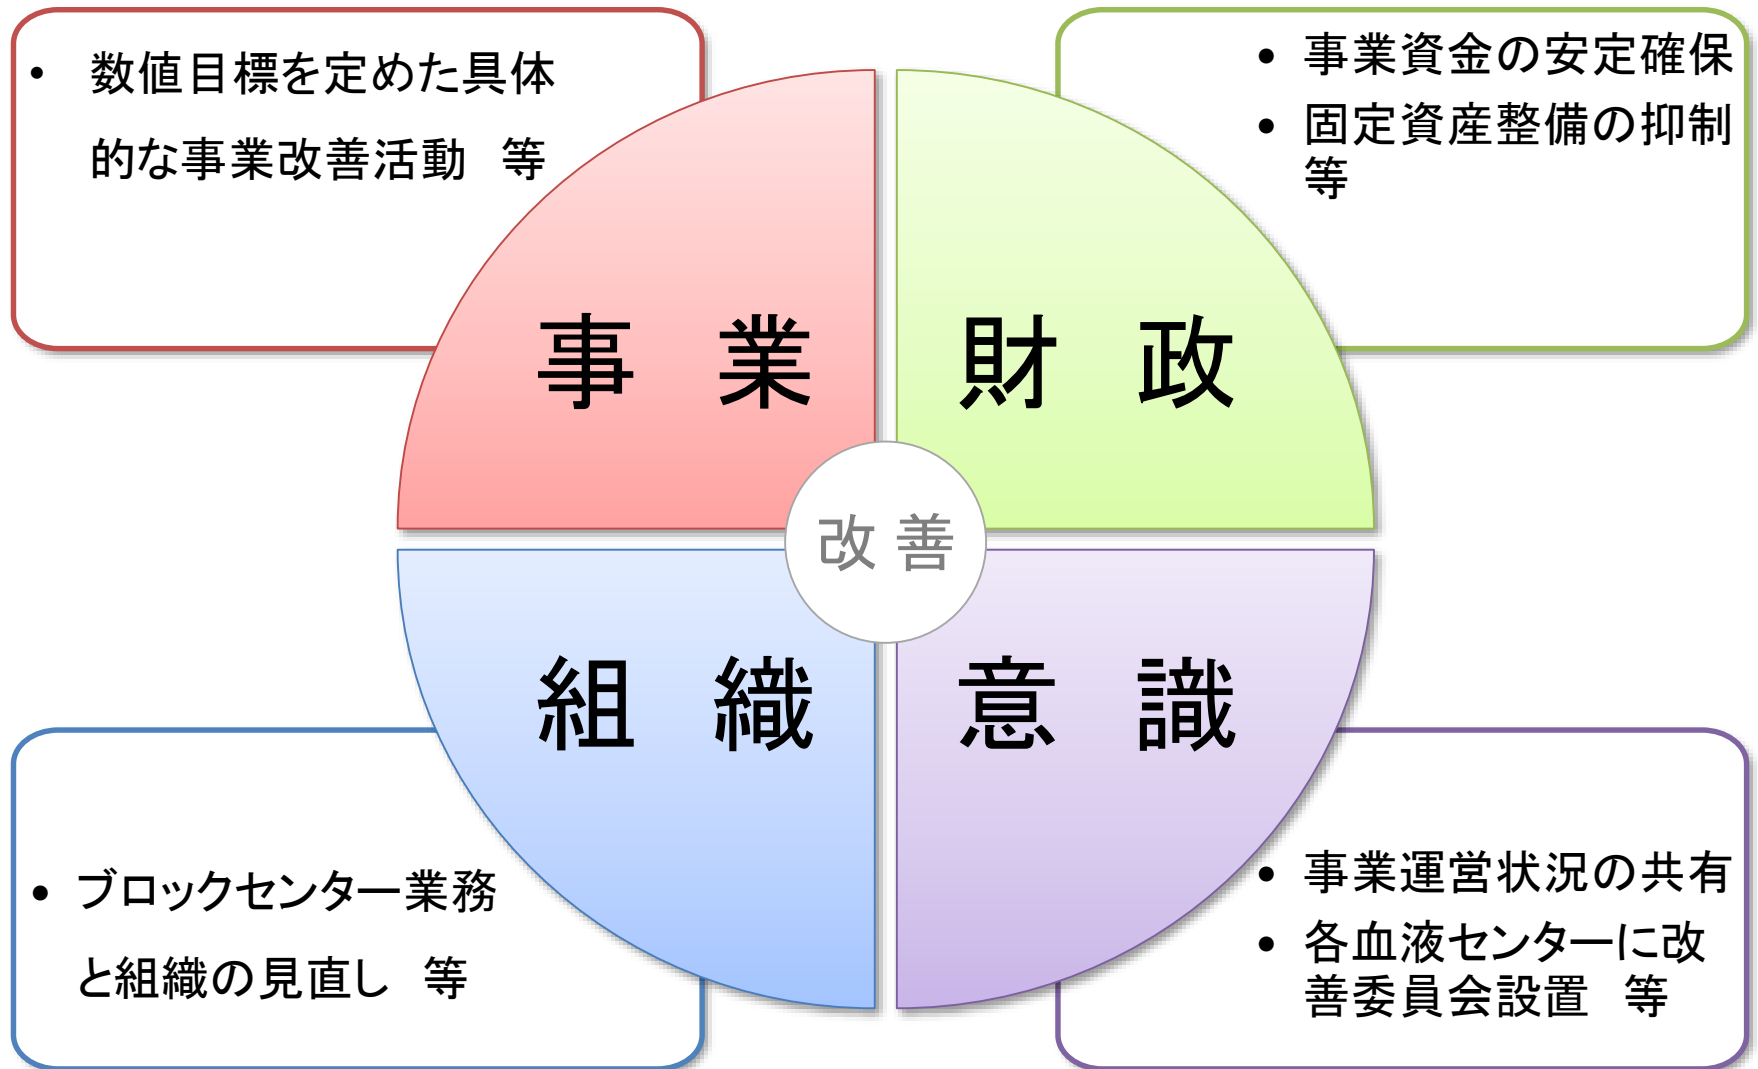 • 数値目標を定めた具体
的な事業改善活動　等
• 事業資金の安定確保
• 固定資産整備の抑制
等
事　業
財　政
改 善
組　織
意　識
• ブロックセンター業務
と組織の見直し　等
• 事業運営状況の共有
• 各血液センターに改
善委員会設置　等